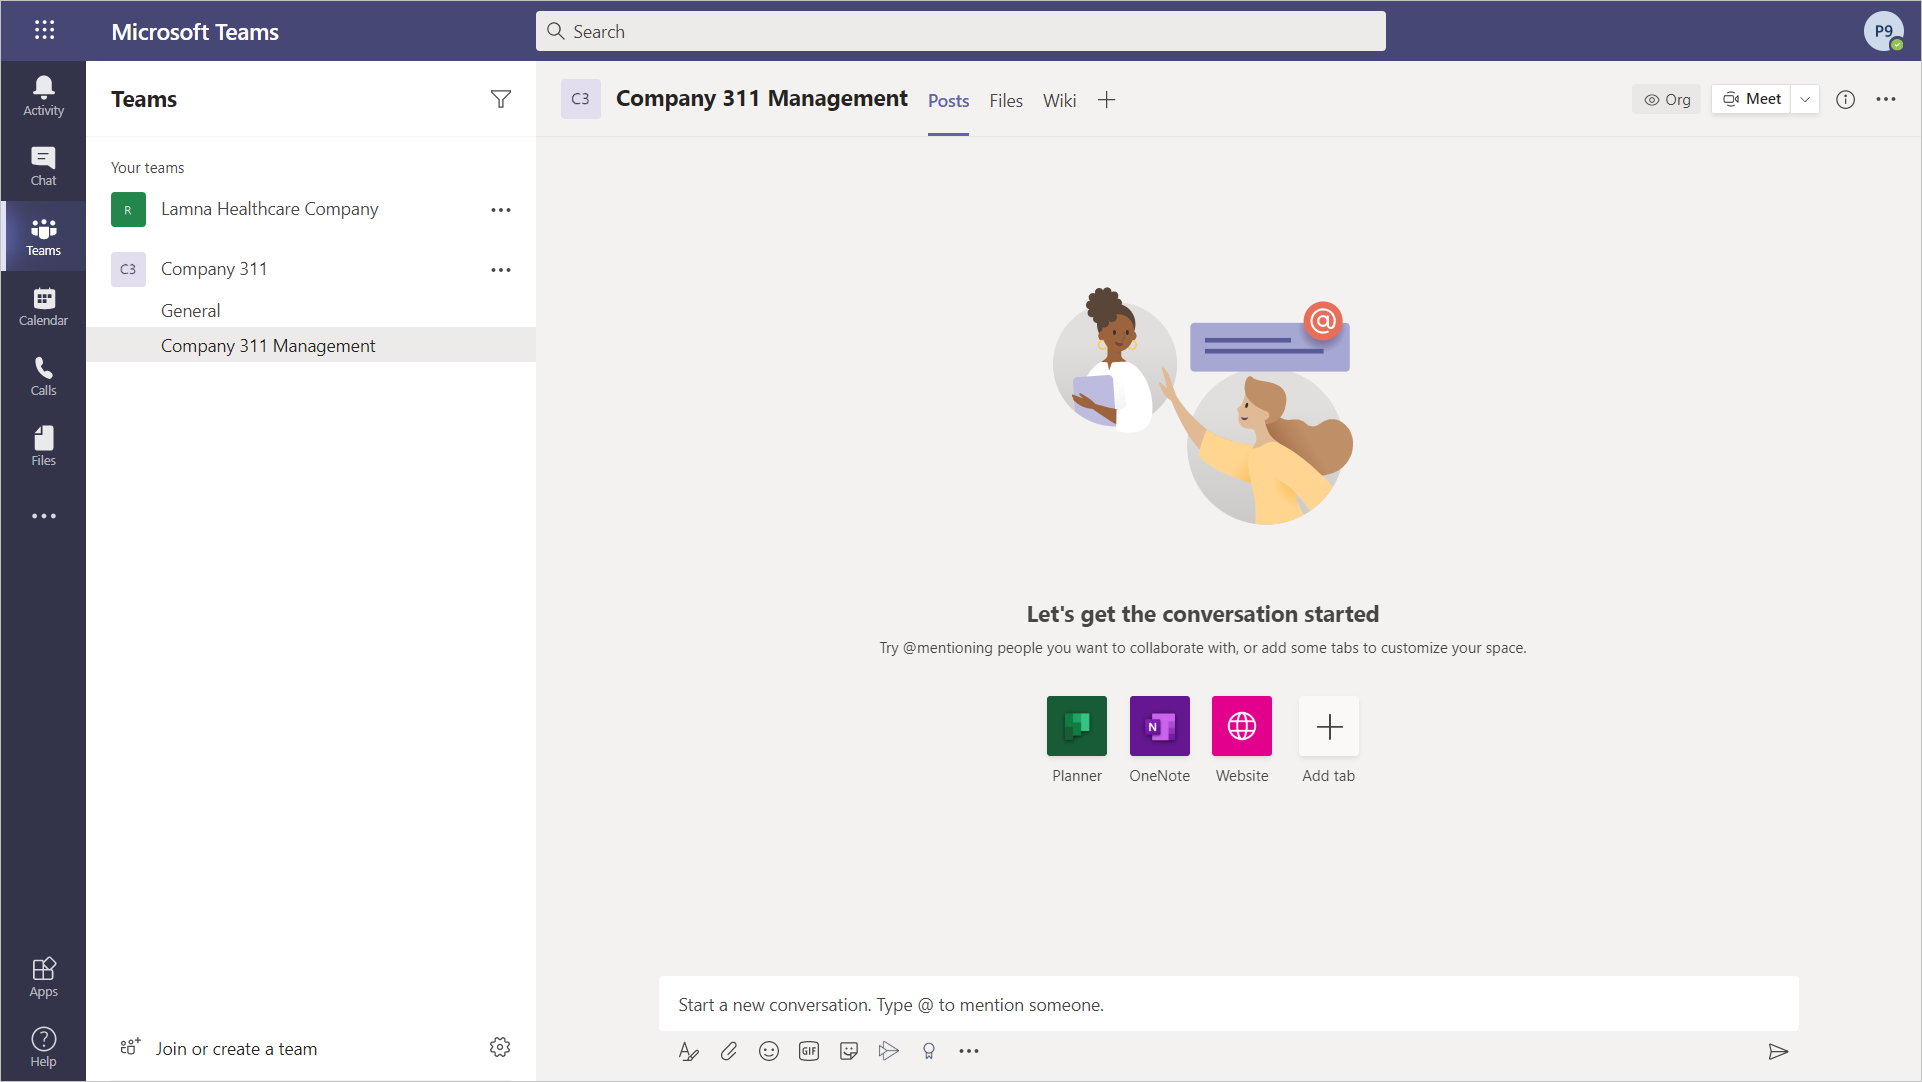 Microsoft Teams
Search
P9
Activity
Chat
Teams
Calendar
Calls
Files
Apps
Help
Teams
Your teams
R
Lamna Healthcare Company
C3
Company 311
General
Company 311 Management
Join or create a team
C3
Company 311 Management
Posts
Files
Wiki
Org
Meet
@
Let's get the conversation started
Try @mentioning people you want to collaborate with, or add some tabs to customize your space.
N
Planner
OneNote
Website
Add tab
Start a new conversation. Type @ to mention someone.
GIF